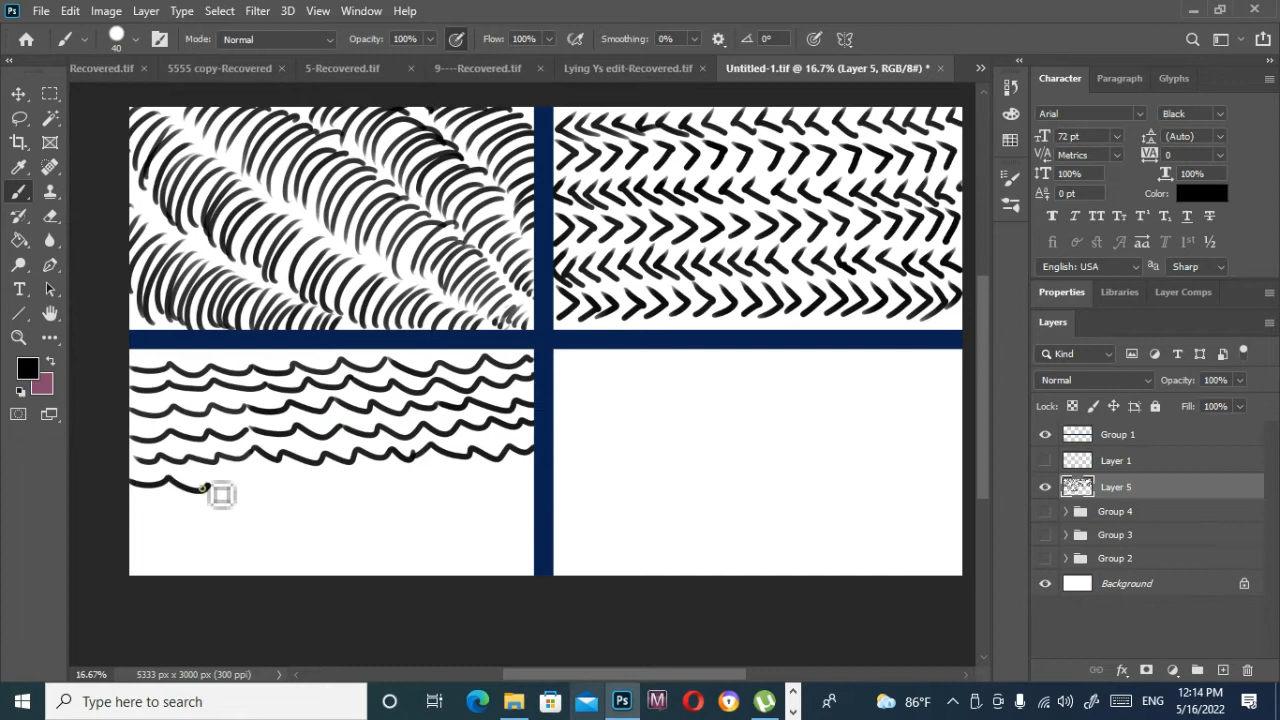 Ps File Edit Image Layer Type Select Filter 3D View Window Help
40 Mode: Normal Opacity: 100% Flow: 100% Smoothing: 0% 0°
Recovered.tif × 5555 copy-Recovered × 5-Recovered.tif × 9----Recovered.tif × Lying Ys edit-Recovered.tif × Untitled-1.tif @ 16.7% (Layer 5, RGB/8#) * ×
Character Paragraph Glyphs
Arial Black
72 pt (Auto)
Metrics 0
100% 100%
0 pt Color:
English: USA Sharp
Properties Libraries Layer Comps
Layers
Kind
Normal Opacity: 100%
Lock: Fill: 100%
Group 1
Layer 1
Layer 5
Group 4
Group 3
Group 2
Background
16.67% 5333 px x 3000 px (300 ppi)
Type here to search
86°F ENG
12:14 PM
5/16/2022